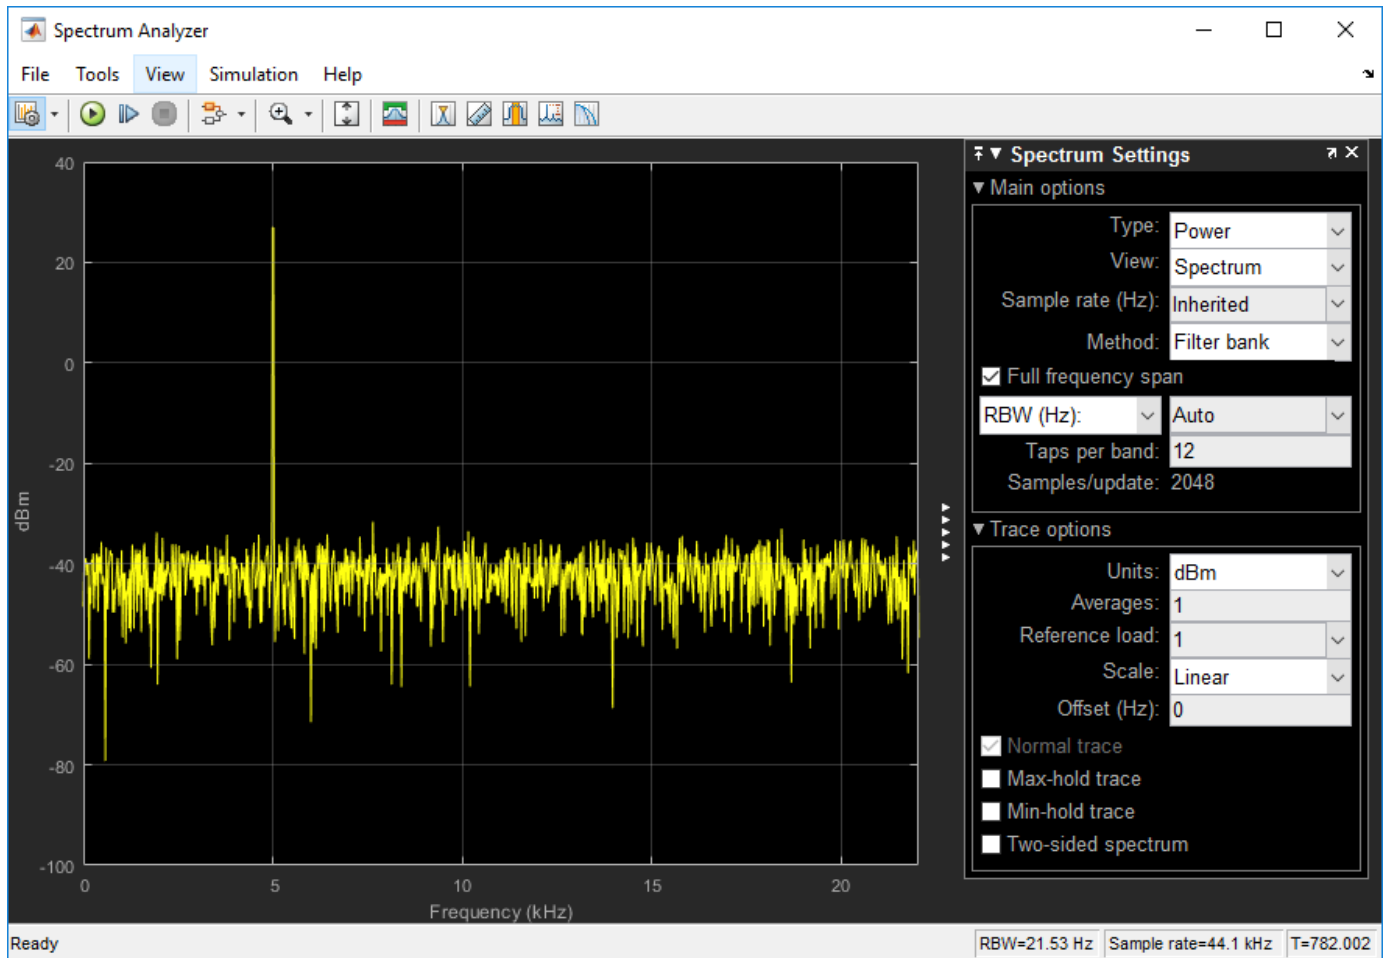 Spectrum Analyzer
File Tools View Simulation Help
40
20
0
-20
-40
-60
-80
-100
dBm
0 5 10 15 20
Frequency (kHz)
Spectrum Settings
Main options
Type: Power
View: Spectrum
Sample rate (Hz): Inherited
Method: Filter bank
Full frequency span
RBW (Hz): Auto
Taps per band: 12
Samples/update: 2048
Trace options
Units: dBm
Averages: 1
Reference load: 1
Scale: Linear
Offset (Hz): 0
Normal trace
Max-hold trace
Min-hold trace
Two-sided spectrum
Ready RBW=21.53 Hz Sample rate=44.1 kHz T=782.002